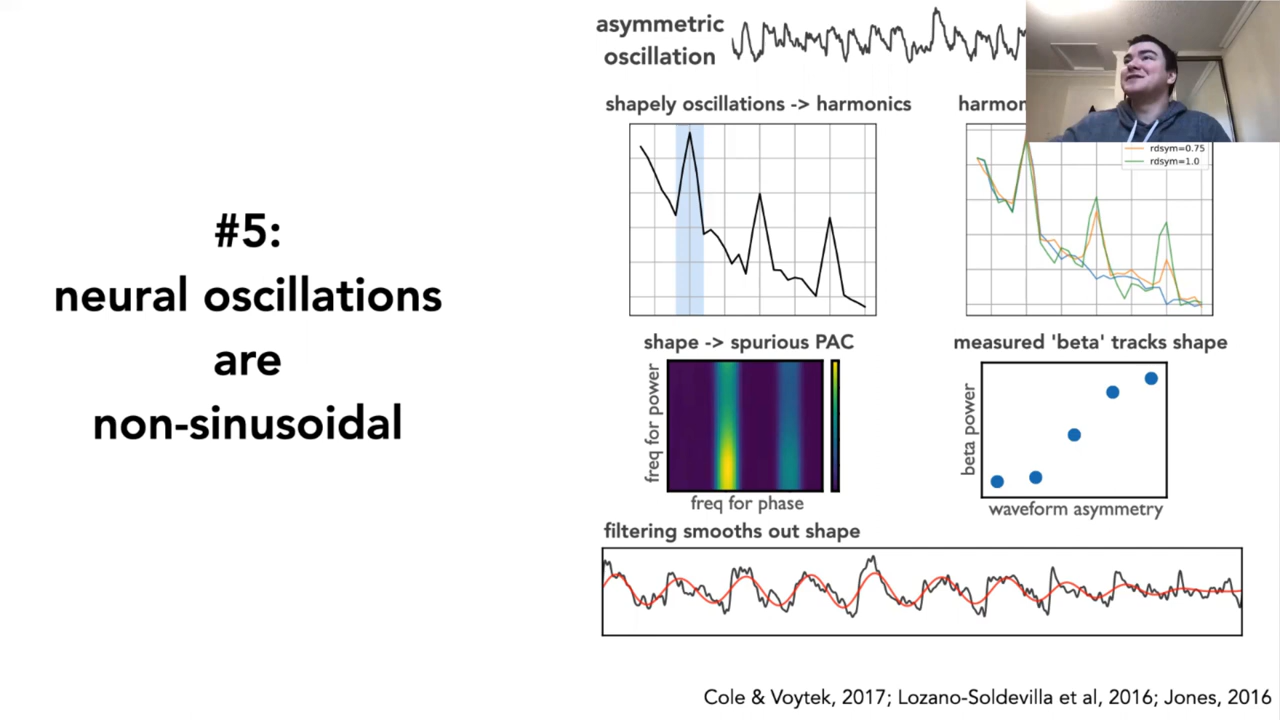 #5:
neural oscillations
are
non-sinusoidal
asymmetric
oscillation
shapely oscillations -> harmonics
rdsym=0.75
rdsym=1.0
shape -> spurious PAC
freq for power
freq for phase
measured 'beta' tracks shape
beta power
waveform asymmetry
filtering smooths out shape
Cole & Voytek, 2017; Lozano-Soldevilla et al, 2016; Jones, 2016